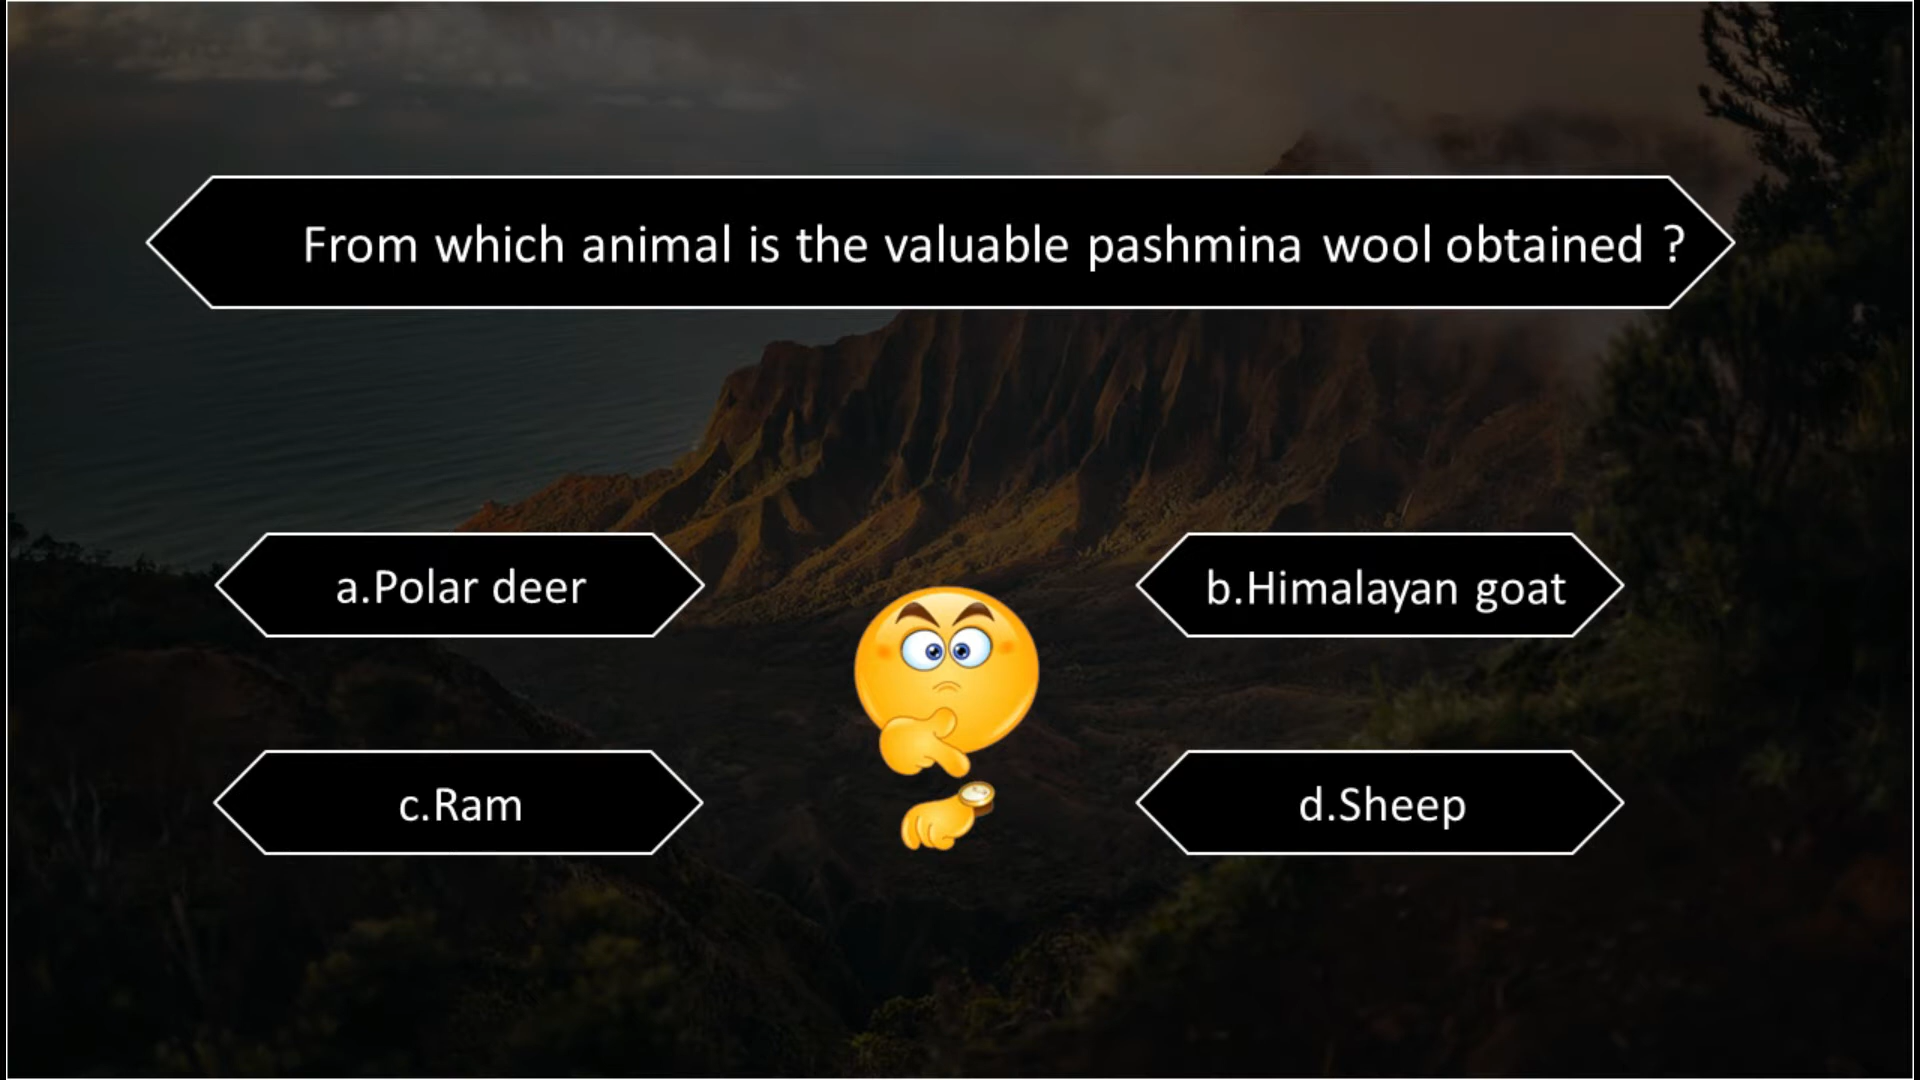 From which animal is the valuable pashmina wool obtained ?
a.Polar deer
b.Himalayan goat
c.Ram
d.Sheep